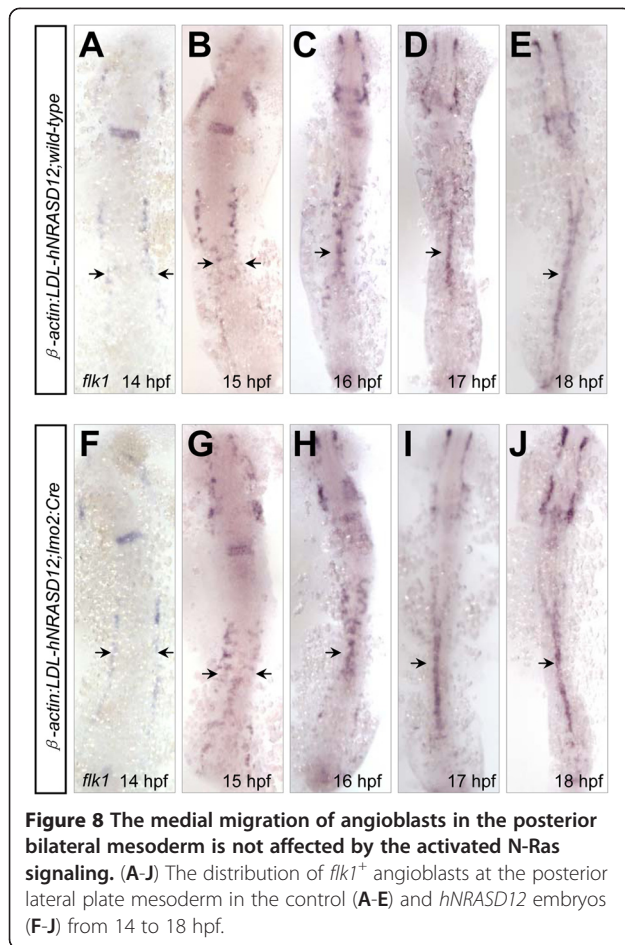 β-actin:LDL-hNRASD12;wild-type
A
B
C
D
E
flk1 14 hpf
15 hpf
16 hpf
17 hpf
18 hpf
β-actin:LDL-hNRASD12;lmo2:Cre
F
G
H
I
J
flk1 14 hpf
15 hpf
16 hpf
17 hpf
18 hpf
Figure 8 The medial migration of angioblasts in the posterior
bilateral mesoderm is not affected by the activated N-Ras
signaling. (A-J) The distribution of flk1+ angioblasts at the posterior
lateral plate mesoderm in the control (A-E) and hNRASD12 embryos
(F-J) from 14 to 18 hpf.